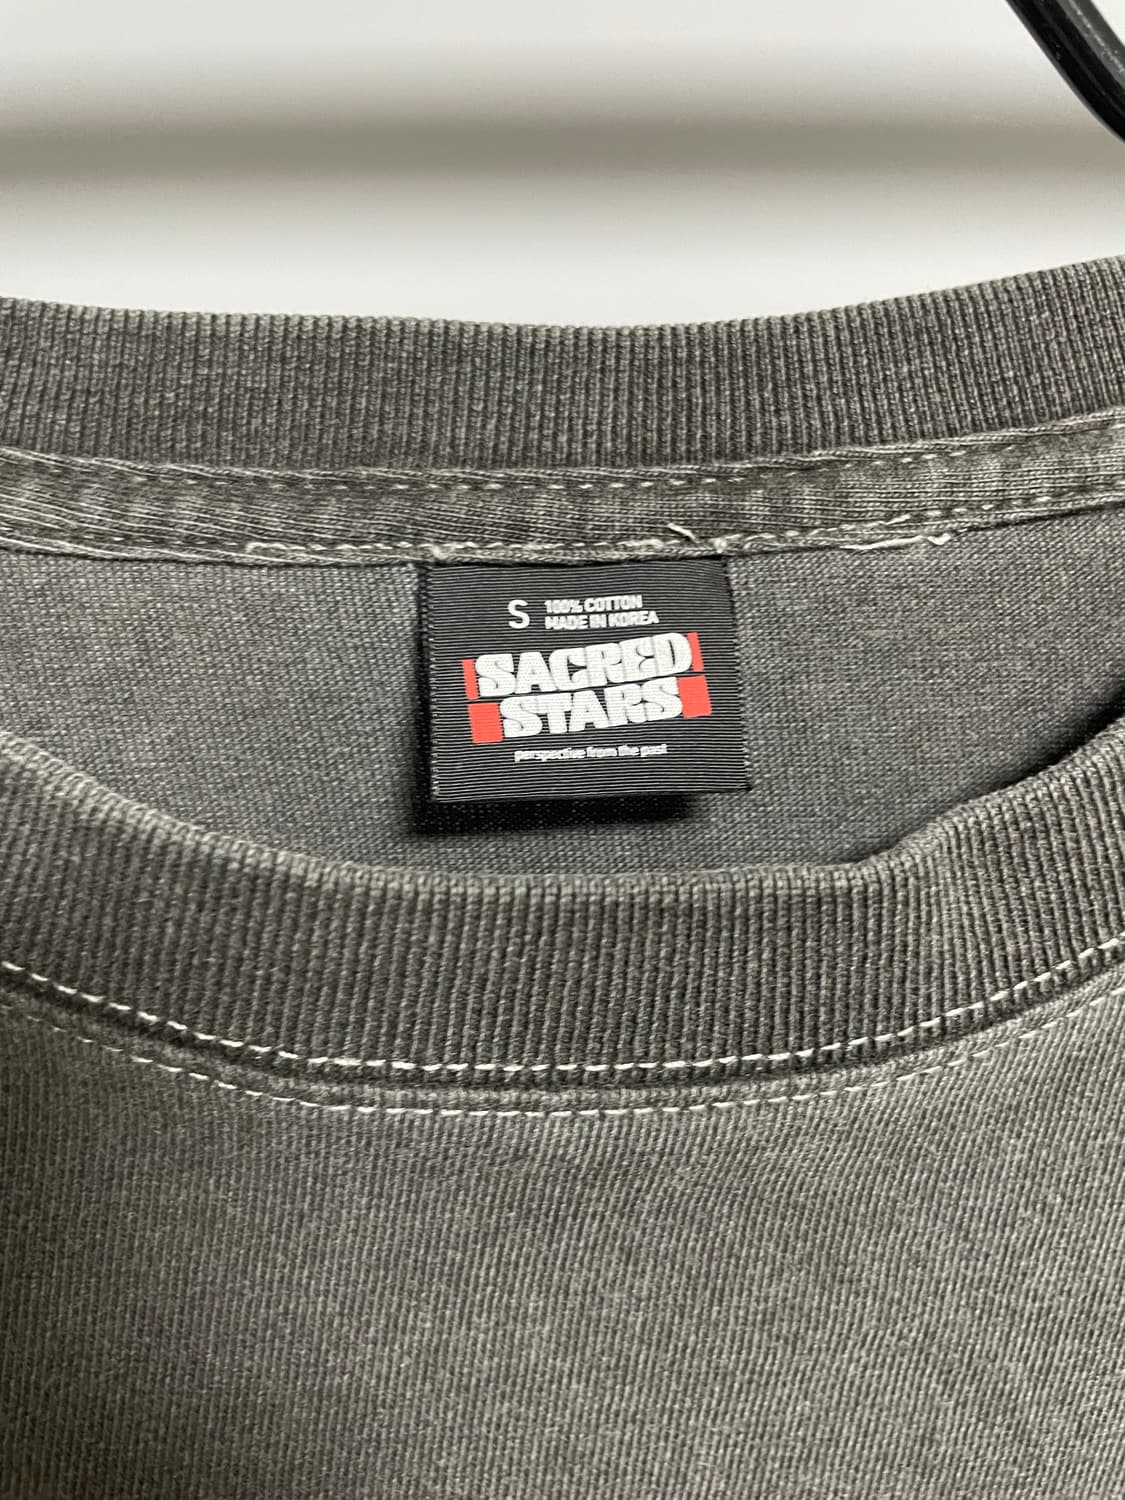 S 100% COTTON
MADE IN KOREA
SACRED
STARS
perspective from the past